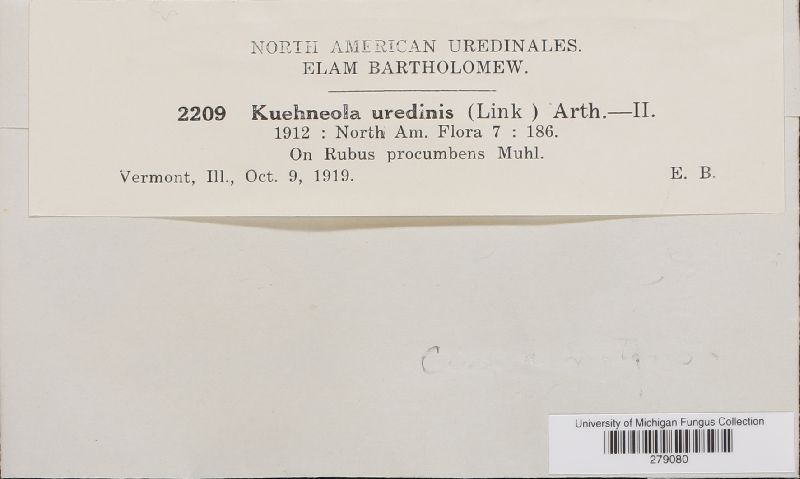 NORTH AMERICAN UREDINALES.
ELAM BARTHOLOMEW.
2209 Kuehneola uredinis (Link ) Arth.—II.
1912 : North Am. Flora 7 : 186.
On Rubus procumbens Muhl.
Vermont, Ill., Oct. 9, 1919. E. B.
University of Michigan Fungus Collection
279080